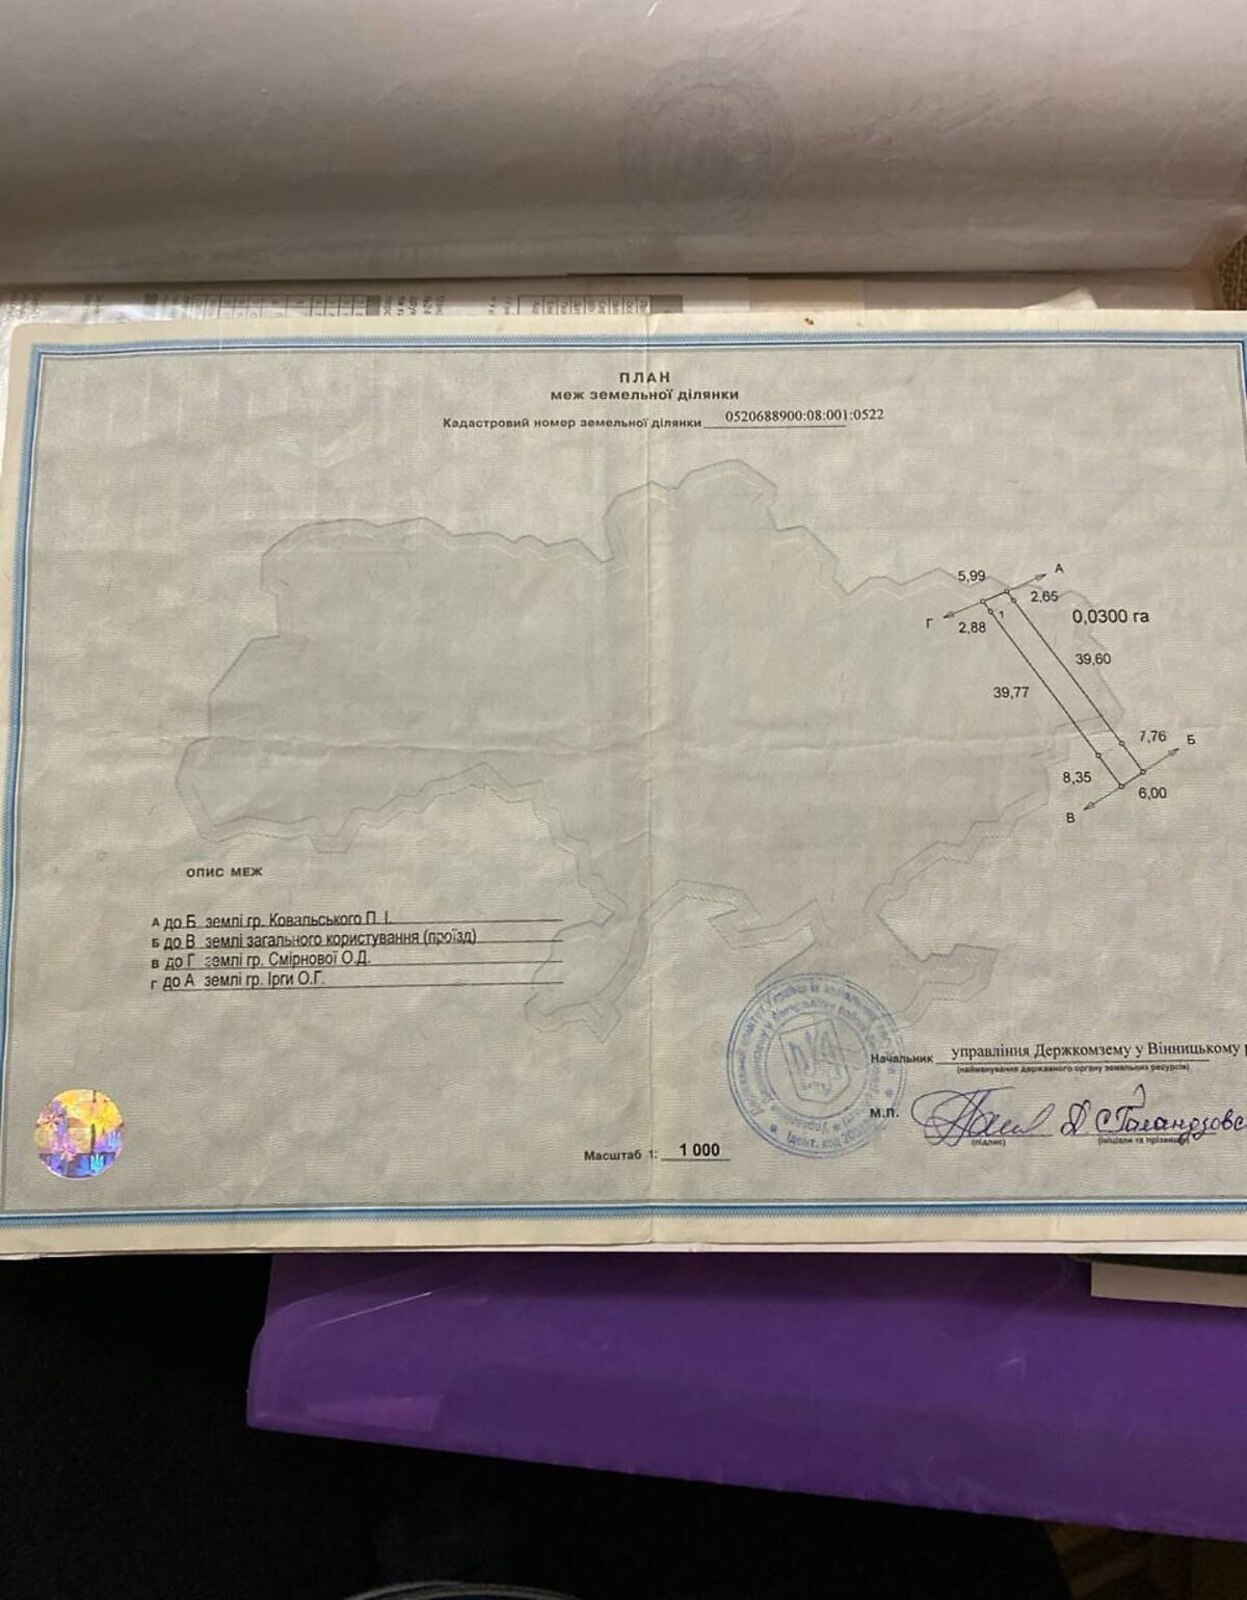 ПЛАН
меж земельної ділянки
Кадастровий номер земельної ділянки 0520688900:08:001:0522
А
5,99
2,65
0,0300 га
Г
1
2,88
39,60
39,77
7,76
Б
8,35
6,00
В
ОПИС МЕЖ
А до Б землі гр. Ковальського П. І.
Б до В землі загального користування (проїзд)
В до Г землі гр. Смірнової О.Д.
Г до А землі гр. Ірги О.Г.
Начальник управління Держкомзему у Вінницькому р
(найменування державного органу земельних ресурсів)
М.П.
(підпис)
Масштаб 1: 1 000